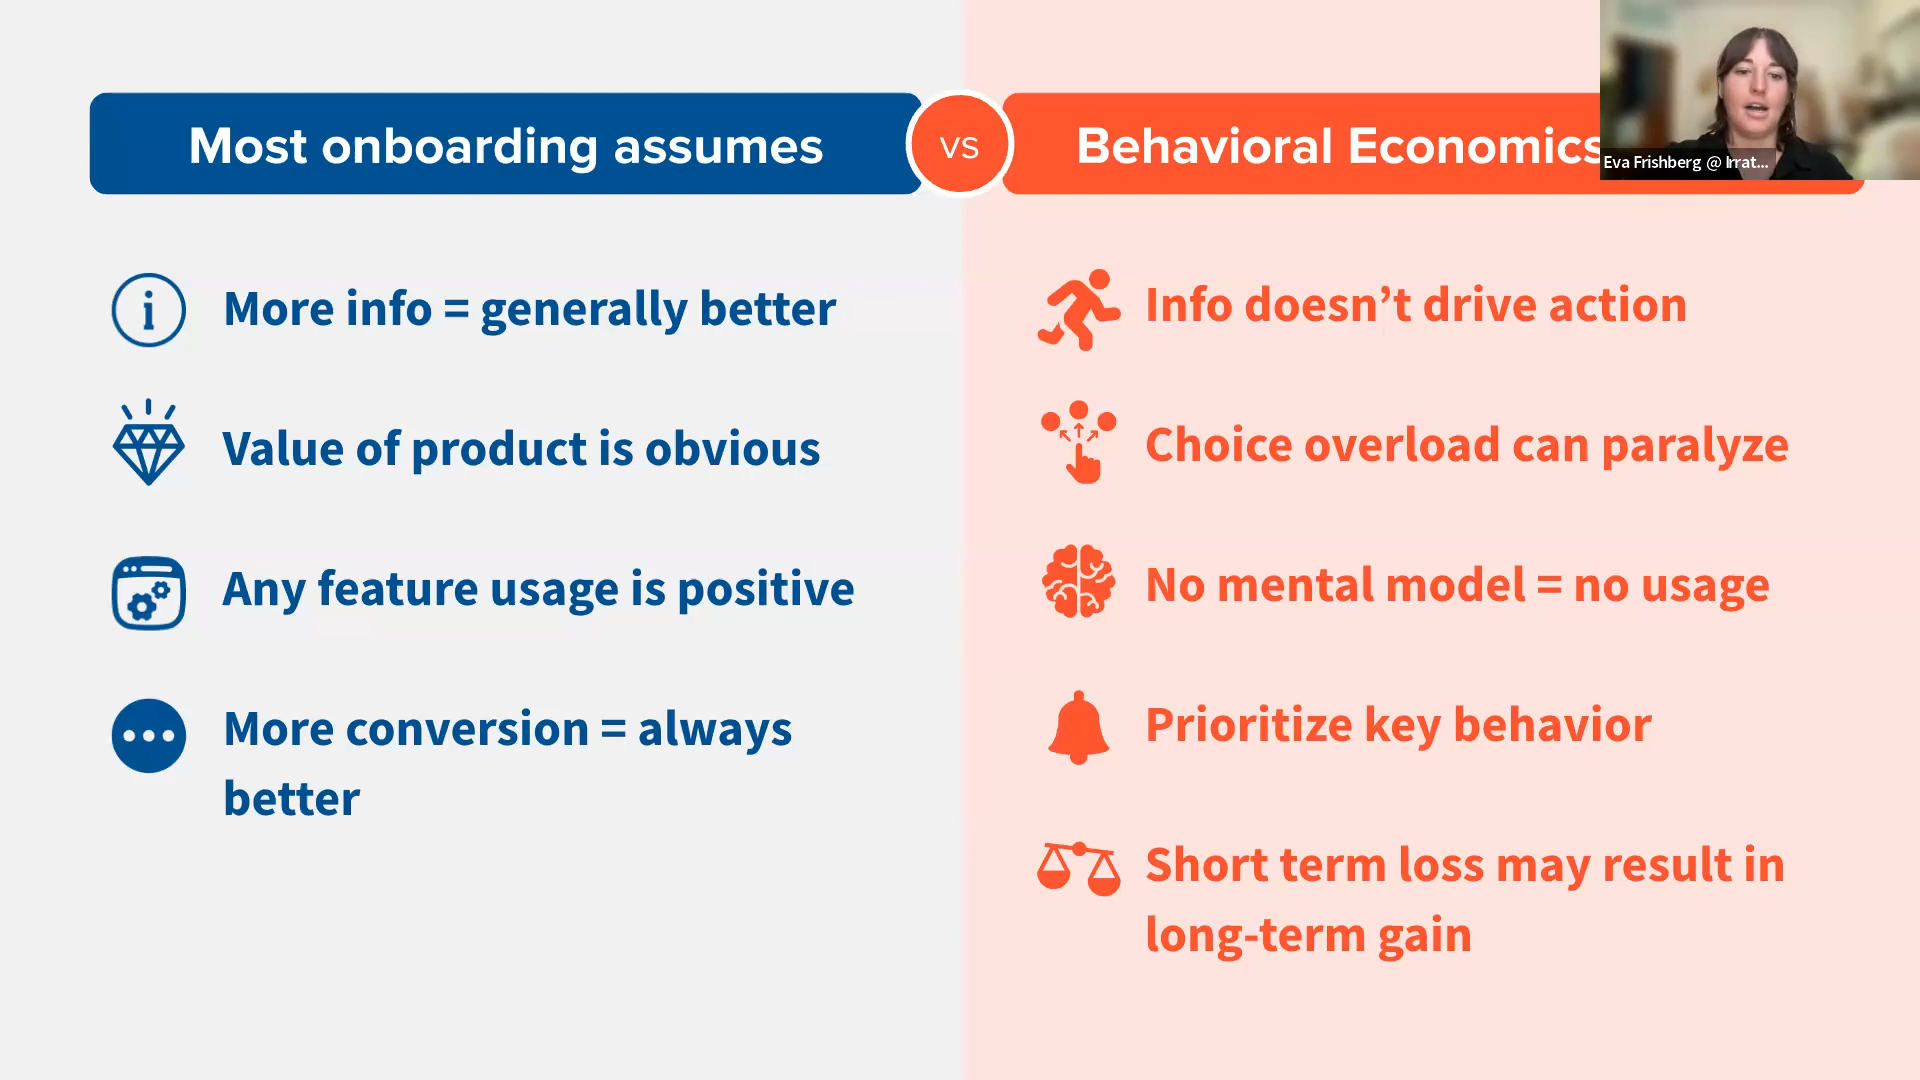 Most onboarding assumes
vs
Behavioral Economics
Eva Frishberg @ Irrat...
More info = generally better
Value of product is obvious
Any feature usage is positive
More conversion = always
better
Info doesn’t drive action
Choice overload can paralyze
No mental model = no usage
Prioritize key behavior
Short term loss may result in
long-term gain